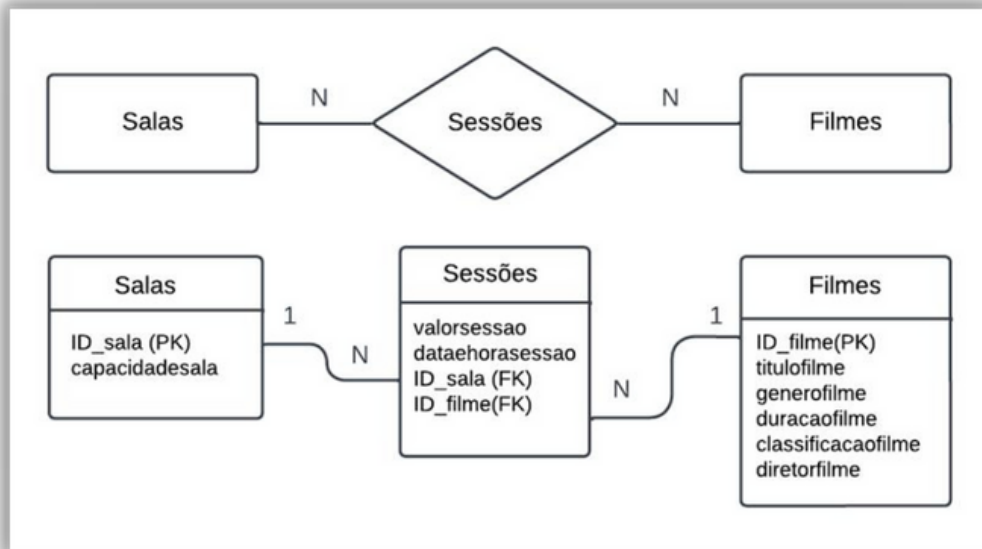 Salas
N
Sessões
N
Filmes
Salas
ID_sala (PK)
capacidadesala
1
N
Sessões
valorsessao
dataehorasessao
ID_sala (FK)
ID_filme(FK)
N
1
Filmes
ID_filme(PK)
titulofilme
generofilme
duracaofilme
classificacaofilme
diretorfilme